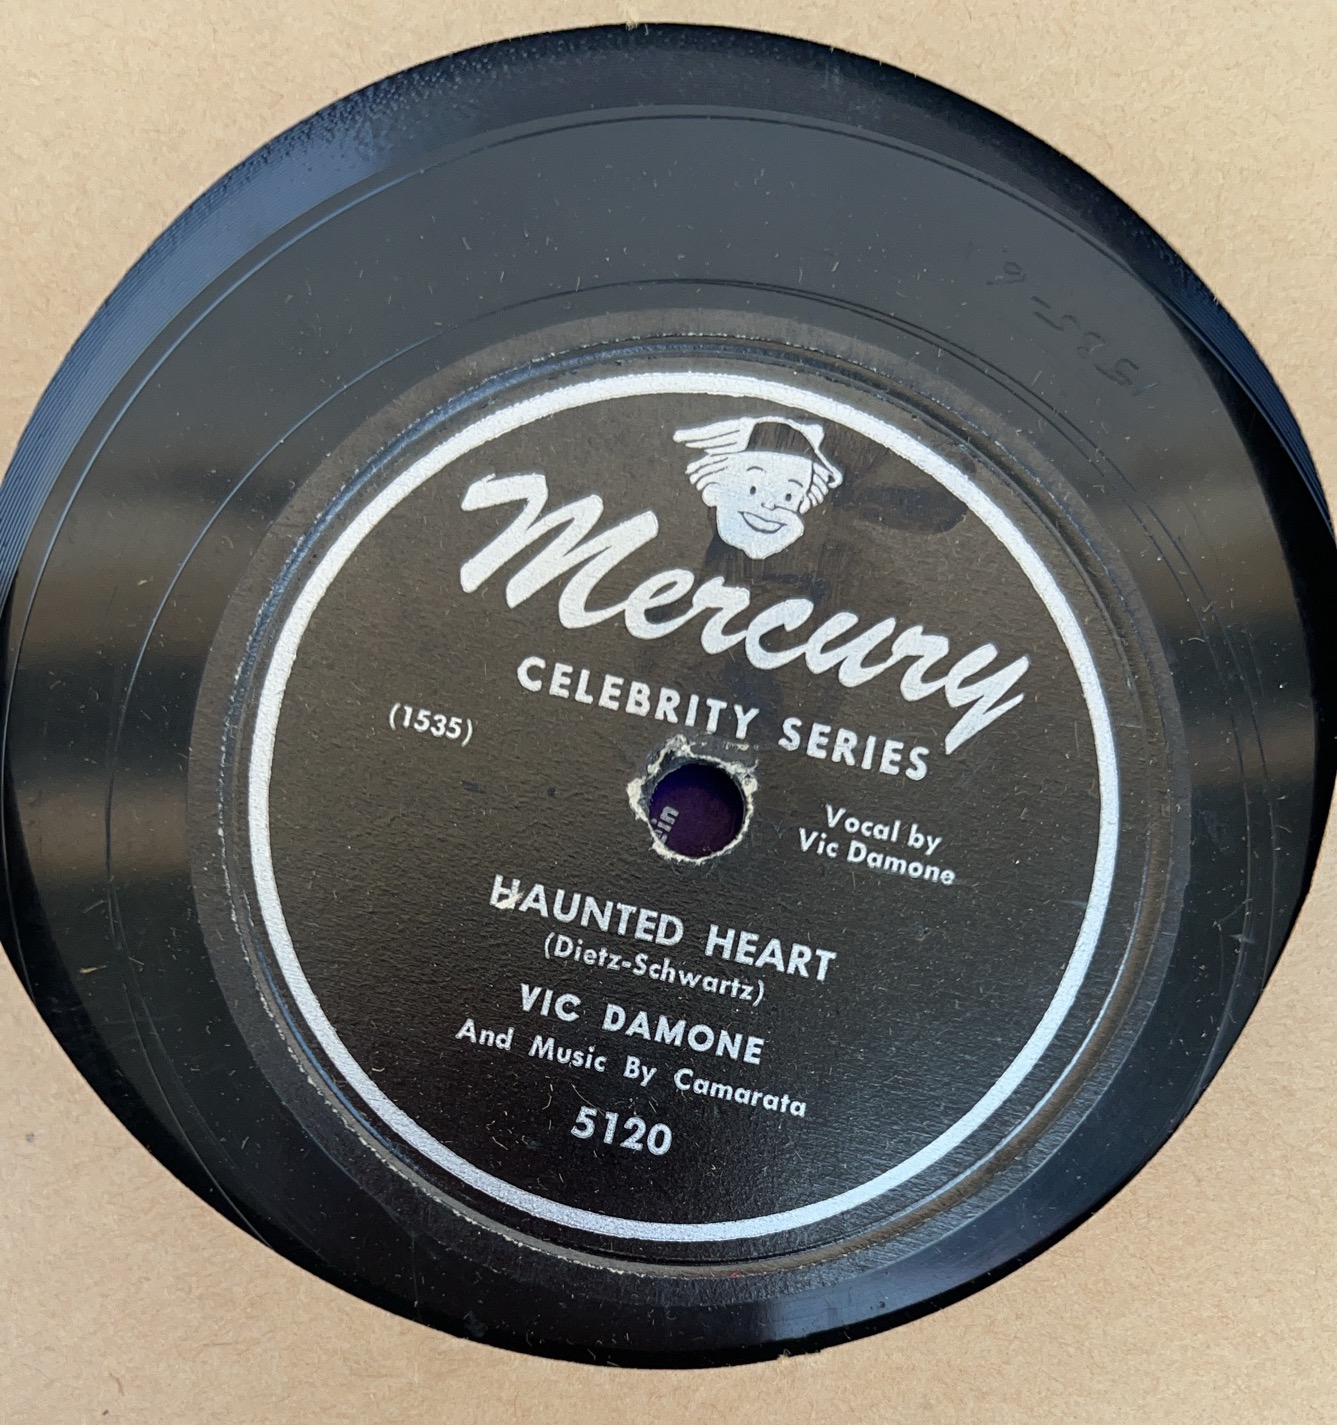 Mercury
CELEBRITY SERIES
(1535)
Vocal by
Vic Damone
HAUNTED HEART
(Dietz-Schwartz)
VIC DAMONE
And Music By Camarata
5120